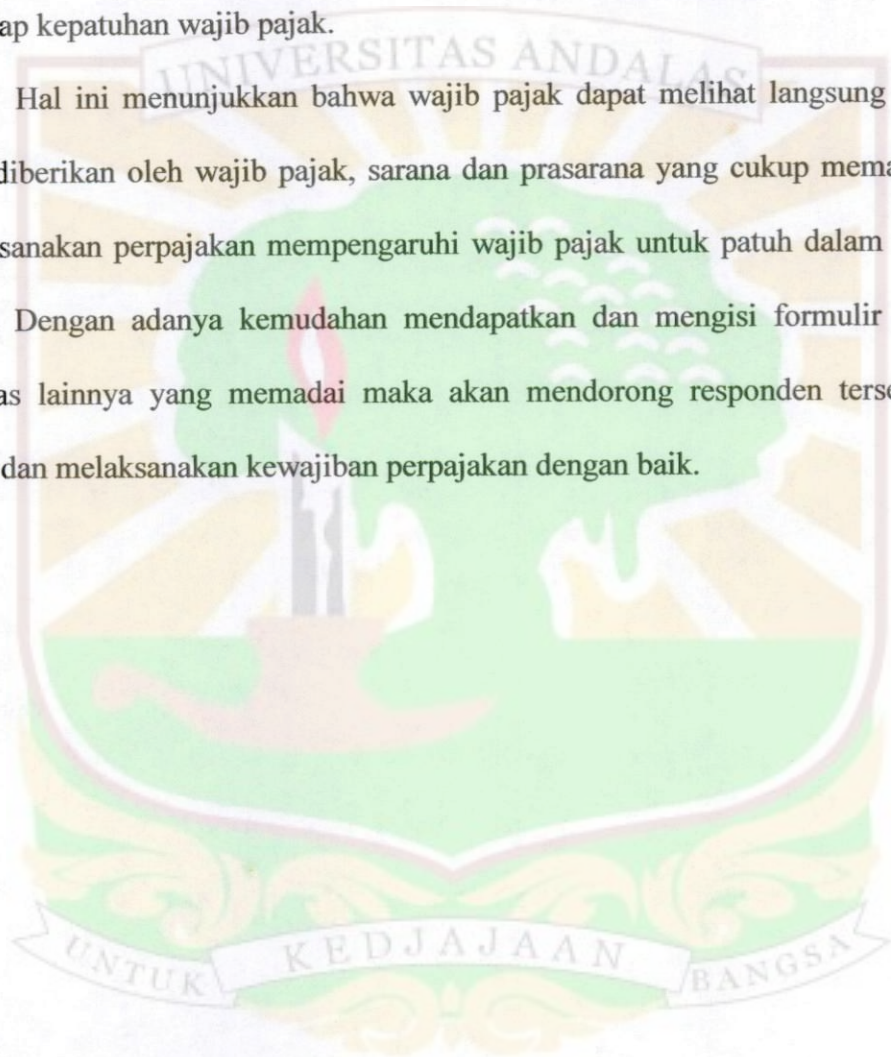 ap kepatuhan wajib pajak.
UNIVERSITAS ANDALAS
Hal ini menunjukkan bahwa wajib pajak dapat melihat langsung
diberikan oleh wajib pajak, sarana dan prasarana yang cukup mema
sanakan perpajakan mempengaruhi wajib pajak untuk patuh dalam
Dengan adanya kemudahan mendapatkan dan mengisi formulir
as lainnya yang memadai maka akan mendorong responden terse
dan melaksanakan kewajiban perpajakan dengan baik.
UNTUK KEDJAJAAN BANGSA